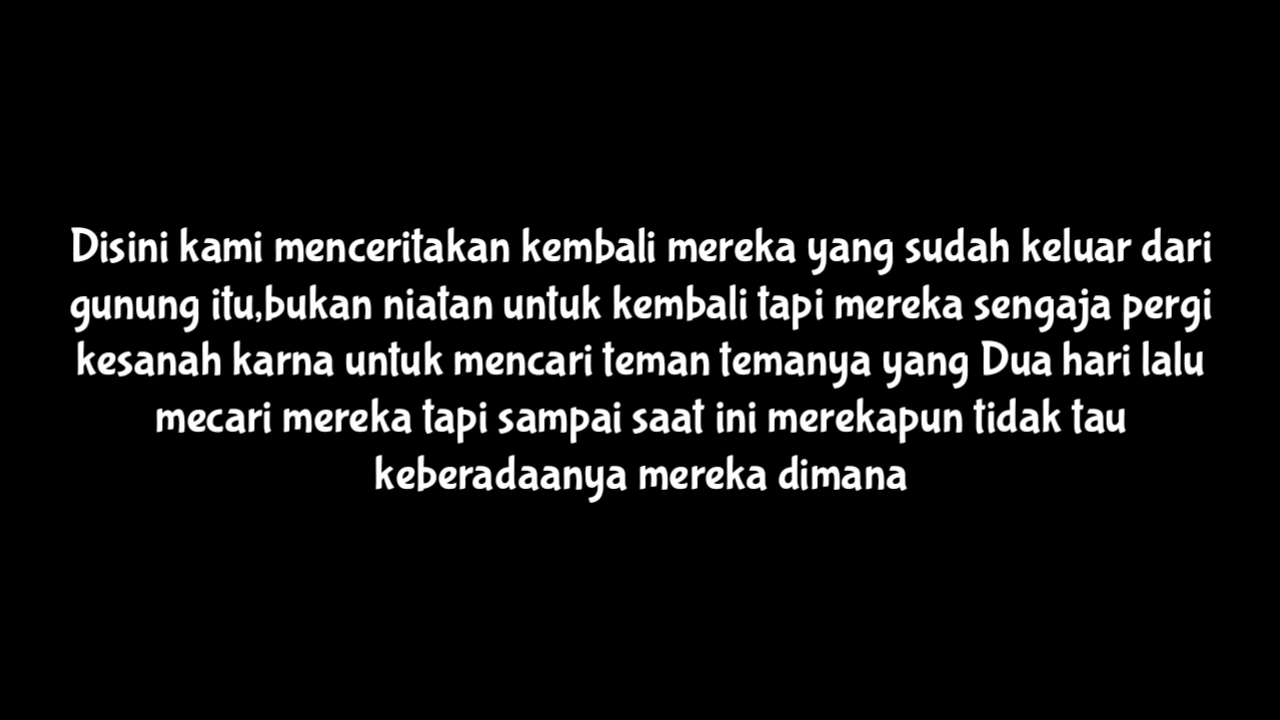 Disini kami menceritakan kembali mereka yang sudah keluar dari
gunung itu,bukan niatan untuk kembali tapi mereka sengaja pergi
kesanah karna untuk mencari teman temanya yang Dua hari lalu
mecari mereka tapi sampai saat ini merekapun tidak tau
keberadaanya mereka dimana